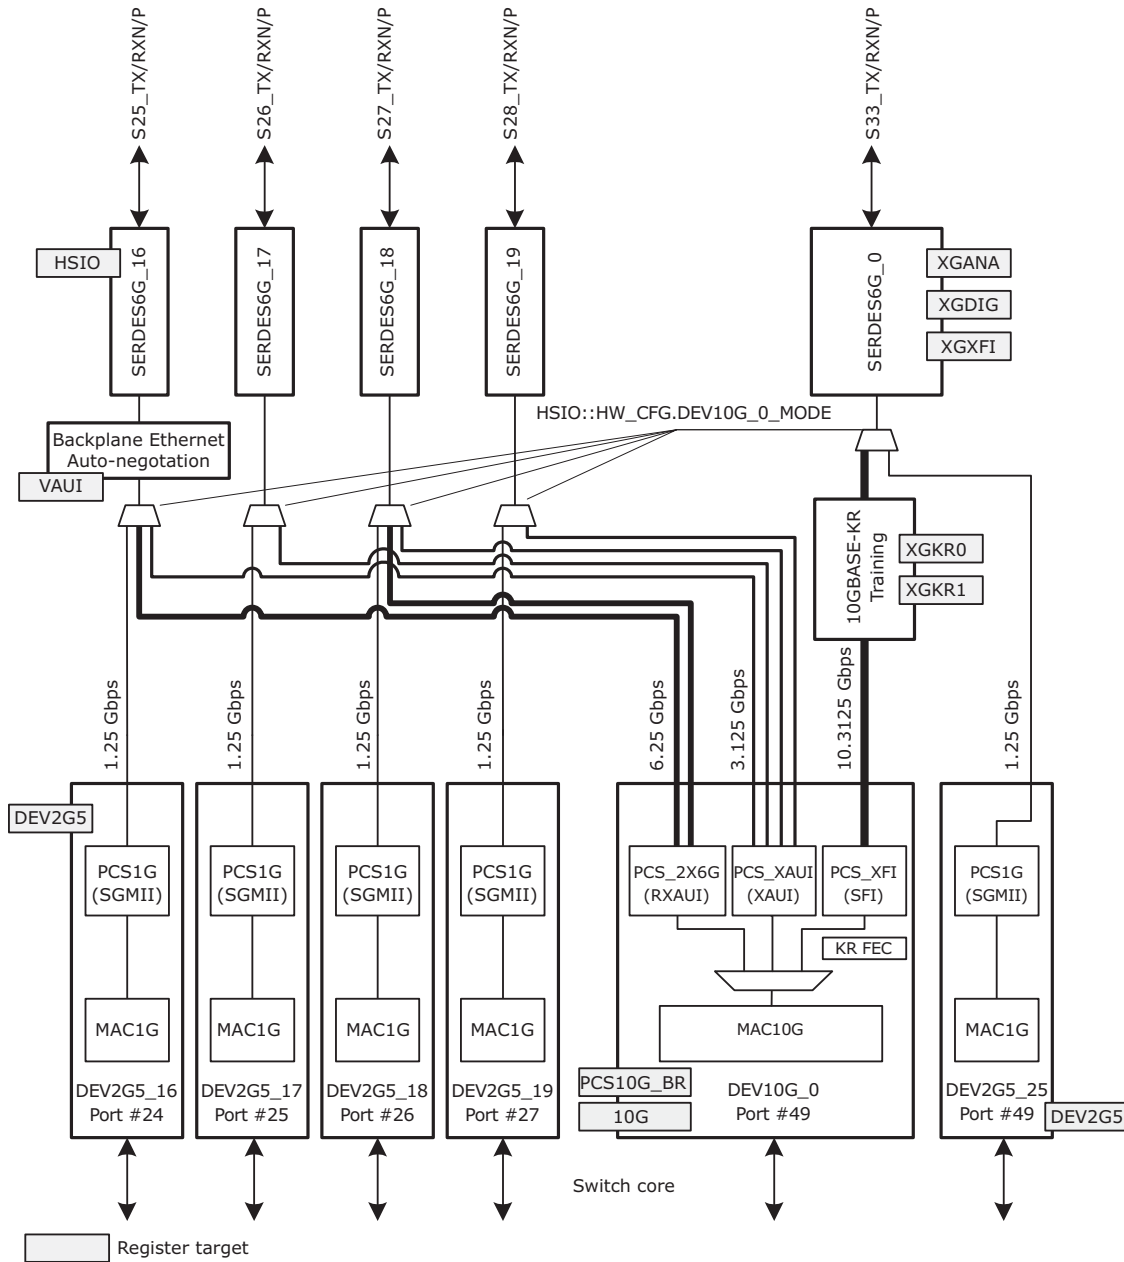 S25_TX/RXN/P
S26_TX/RXN/P
S27_TX/RXN/P
S28_TX/RXN/P
S33_TX/RXN/P
HSIO
SERDES6G_16
SERDES6G_17
SERDES6G_18
SERDES6G_19
SERDES6G_0
XGANA
XGDIG
XGXFI
HSIO::HW_CFG.DEV10G_0_MODE
Backplane Ethernet
Auto-negotation
VAUI
10GBASE-KR
Training
XGKR0
XGKR1
1.25 Gbps
1.25 Gbps
1.25 Gbps
1.25 Gbps
6.25 Gbps
3.125 Gbps
10.3125 Gbps
1.25 Gbps
DEV2G5
PCS1G
(SGMII)
PCS1G
(SGMII)
PCS1G
(SGMII)
PCS1G
(SGMII)
PCS_2X6G
(RXAUI)
PCS_XAUI
(XAUI)
PCS_XFI
(SFI)
PCS1G
(SGMII)
KR FEC
MAC1G
MAC1G
MAC1G
MAC1G
MAC10G
MAC1G
DEV2G5_16
Port #24
DEV2G5_17
Port #25
DEV2G5_18
Port #26
DEV2G5_19
Port #27
PCS10G_BR
10G
DEV10G_0
Port #49
DEV2G5_25
Port #49
DEV2G5
Switch core
Register target